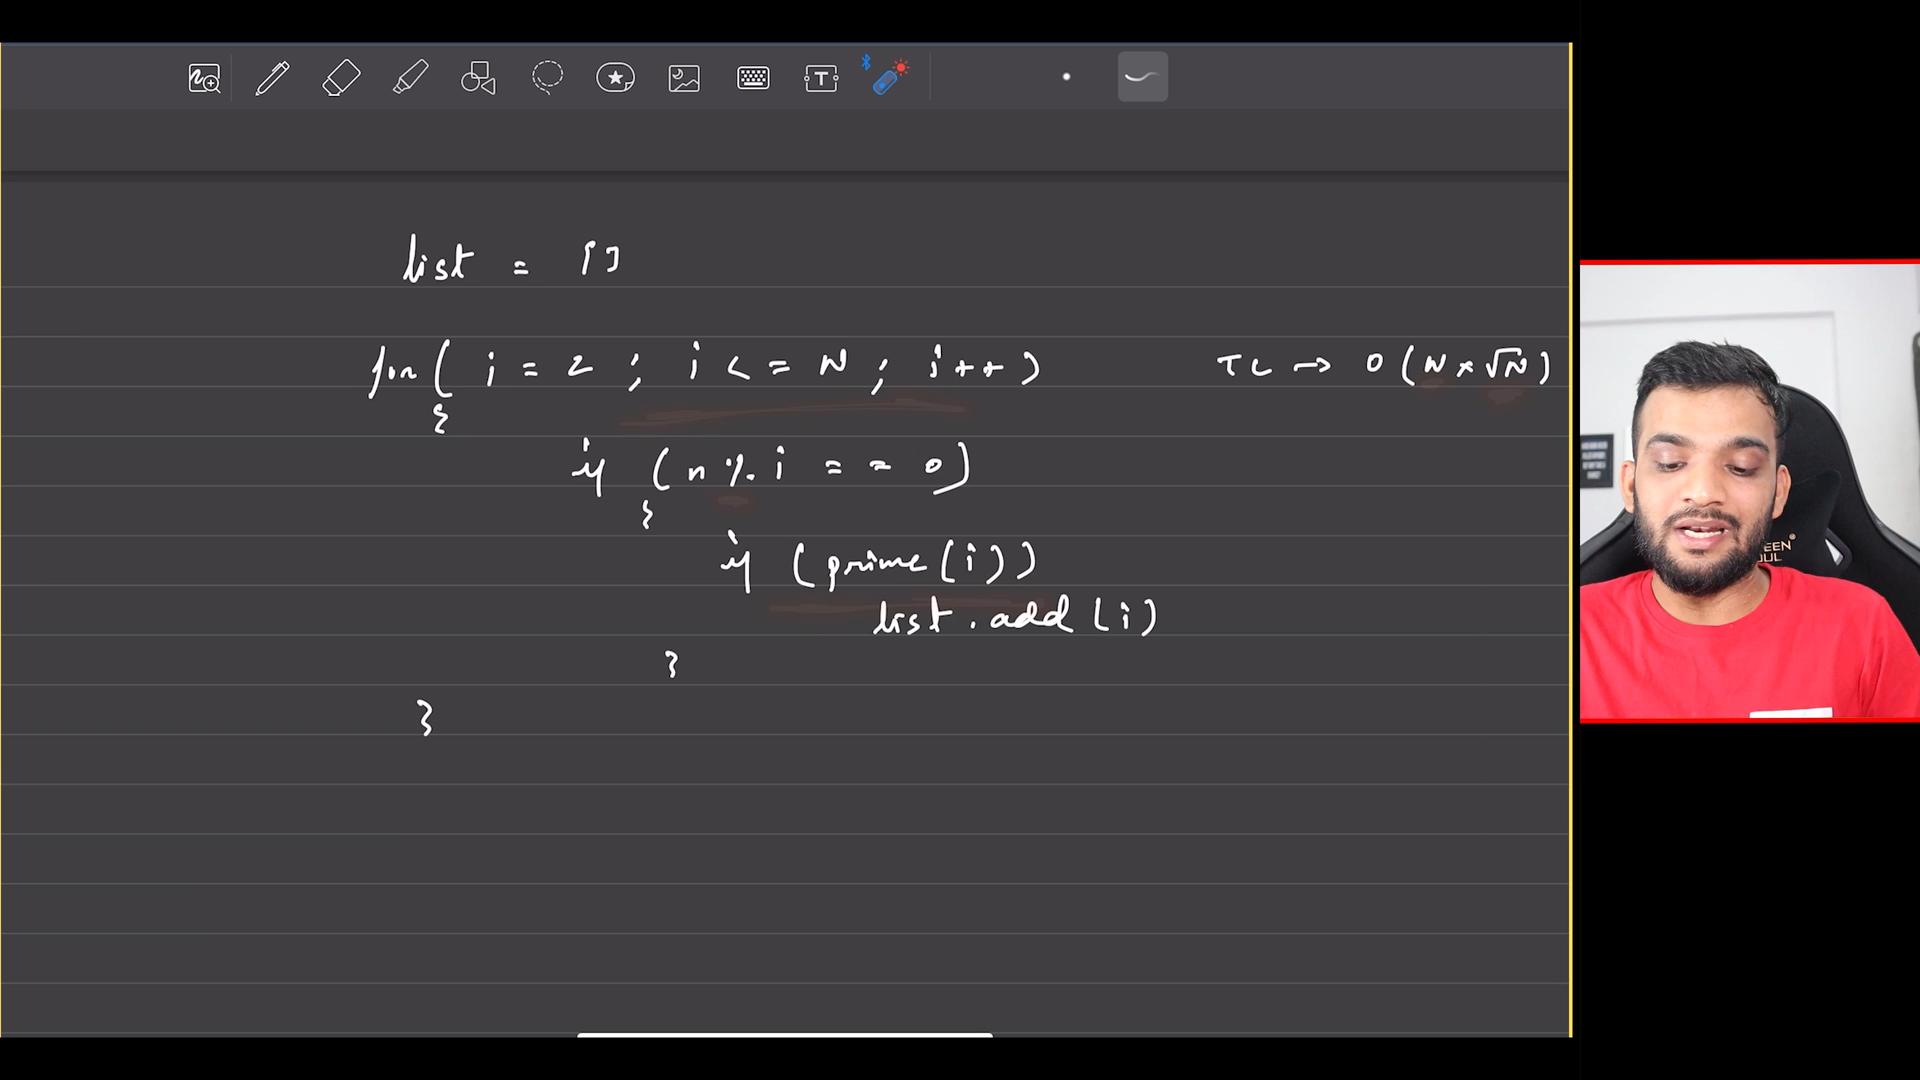 list = []
for( i = 2 ; i <= N ; i++ )
TC → O(N × √N)
{
if (n % i == 0)
{
if (prime(i))
list.add(i)
}
}